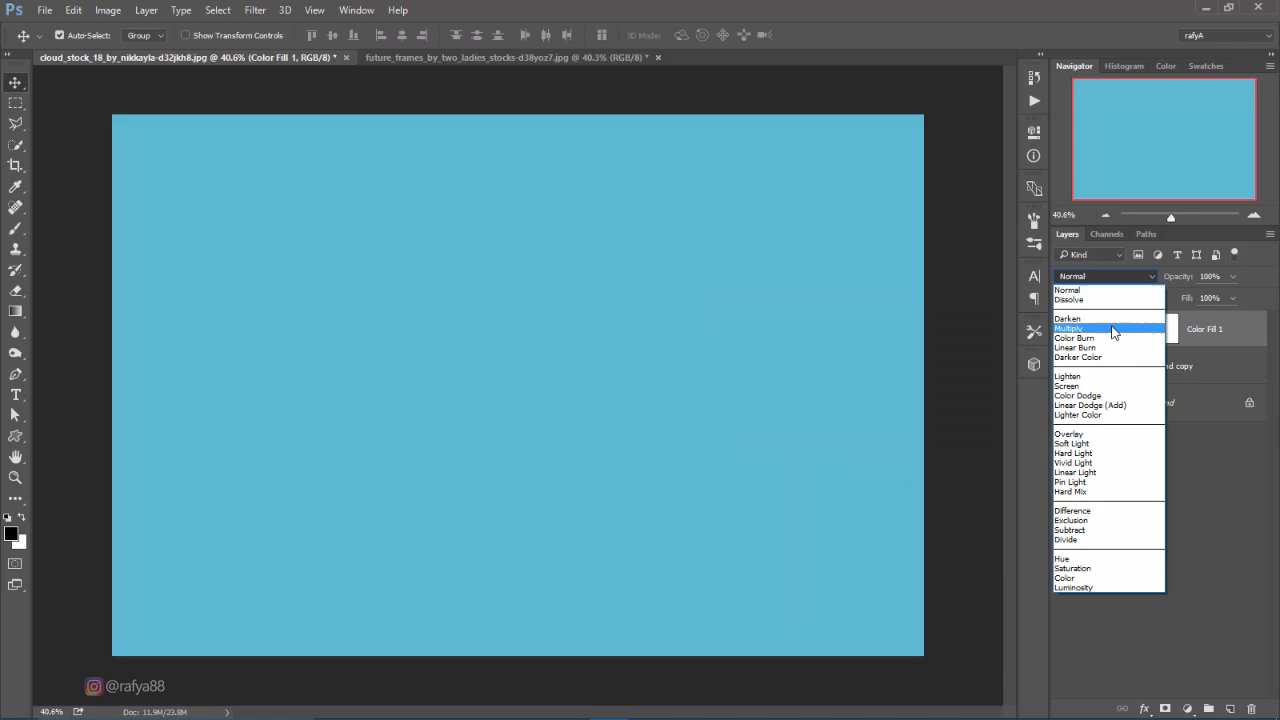 Ps File Edit Image Layer Type Select Filter 3D View Window Help
Auto-Select: Group Show Transform Controls 3D Model rafyA
cloud_stock_18_by_nikkayla-d32jkh8.jpg @ 40.6% (Color Fill 1, RGB/8) * × future_frames_by_two_ladies_stocks-d38yoz7.jpg @ 40.3% (RGB/8) * ×
Navigator Histogram Color Swatches
40.6%
Layers Channels Paths
Kind
Normal Opacity: 100%
Normal
Dissolve
Fill: 100%
Darken
Multiply
Color Burn
Linear Burn
Darker Color
Lighten
Screen
Color Dodge
Linear Dodge (Add)
Lighter Color
Overlay
Soft Light
Hard Light
Vivid Light
Linear Light
Pin Light
Hard Mix
Difference
Exclusion
Subtract
Divide
Hue
Saturation
Color
Luminosity
Color Fill 1
nd copy
nd
@rafya88
40.6% Doc: 11.9M/23.8M